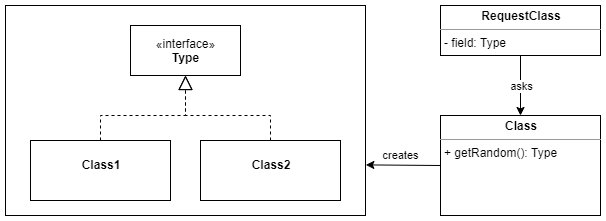 «interface»
Type
Class1
Class2
creates
RequestClass
- field: Type
asks
Class
+ getRandom(): Type